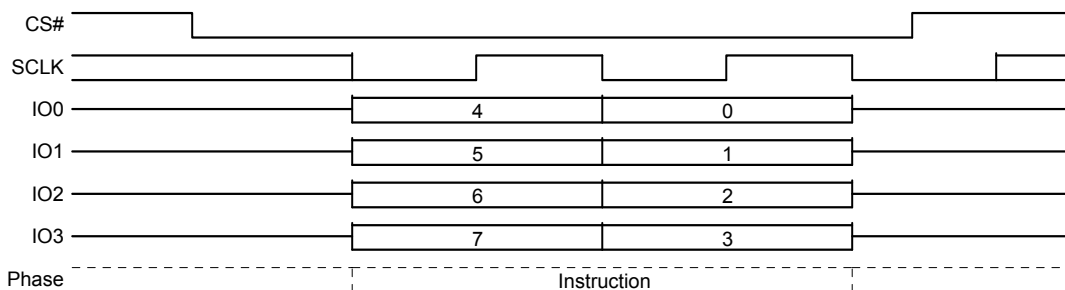 CS#
SCLK
IO0 4 0
IO1 5 1
IO2 6 2
IO3 7 3
Phase Instruction